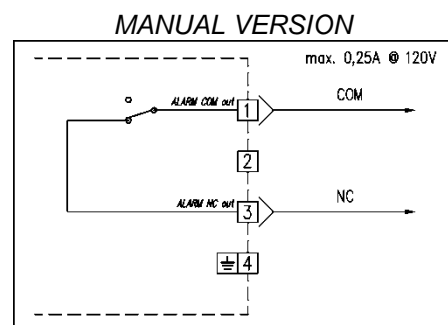 MANUAL VERSION
max. 0,25A @ 120V
ALARM COM out
1
COM
2
ALARM NC out
3
NC
4